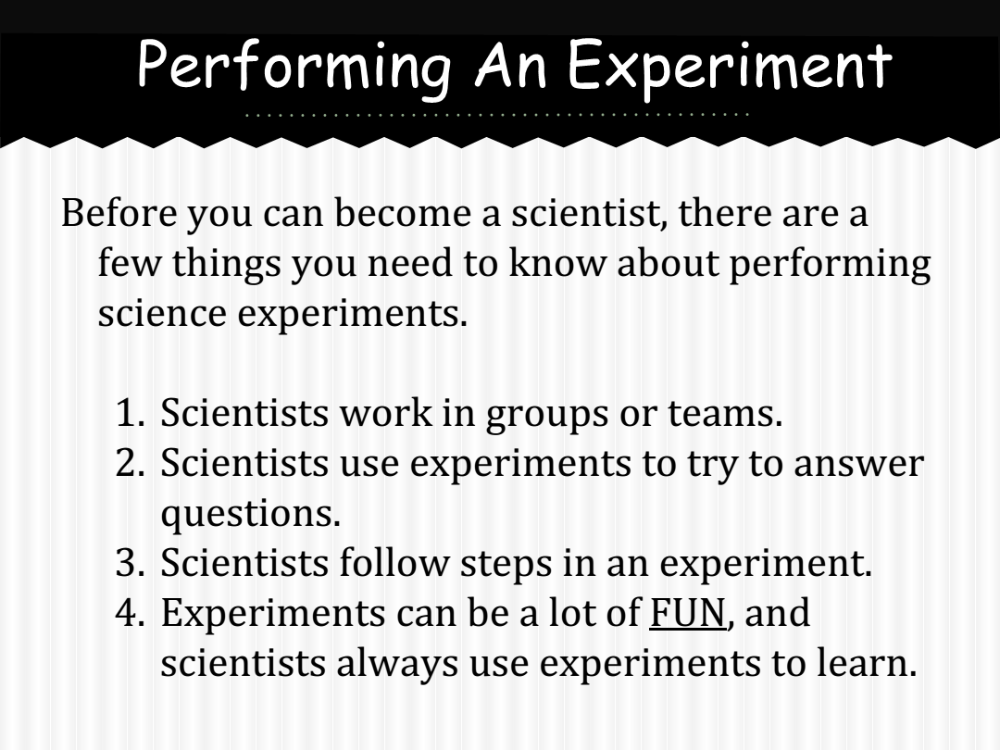 Performing An Experiment
Before you can become a scientist, there are a
few things you need to know about performing
science experiments.
1. Scientists work in groups or teams.
2. Scientists use experiments to try to answer
questions.
3. Scientists follow steps in an experiment.
4. Experiments can be a lot of FUN, and
scientists always use experiments to learn.